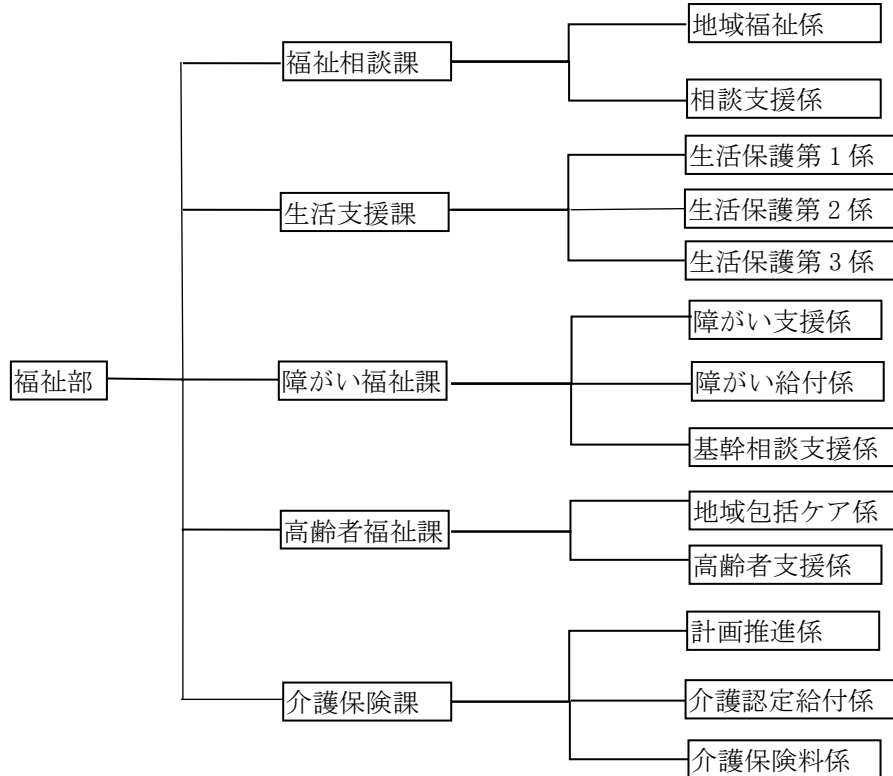 福祉部
福祉相談課
地域福祉係
相談支援係
生活支援課
生活保護第１係
生活保護第２係
生活保護第３係
障がい福祉課
障がい支援係
障がい給付係
基幹相談支援係
高齢者福祉課
地域包括ケア係
高齢者支援係
介護保険課
計画推進係
介護認定給付係
介護保険料係